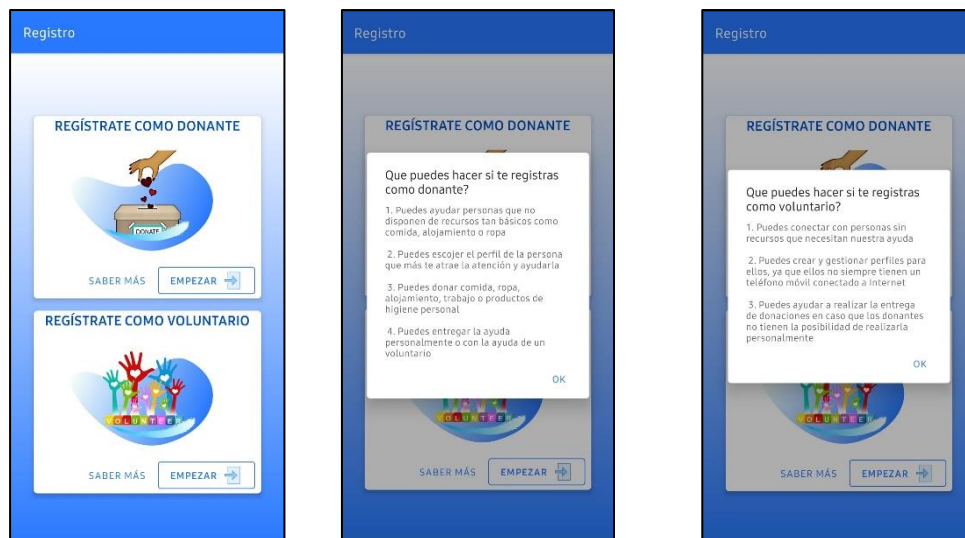 Registro
REGÍSTRATE COMO DONANTE
DONATE
SABER MÁS EMPEZAR
REGÍSTRATE COMO VOLUNTARIO
VOLUNTEER
SABER MÁS EMPEZAR
Registro
REGÍSTRATE COMO DONANTE
Que puedes hacer si te registras
como donante?
1. Puedes ayudar personas que no
disponen de recursos tan básicos como
comida, alojamiento o ropa
2. Puedes escojer el perfil de la persona
que más te atrae la atención y ayudarla
3. Puedes donar comida, ropa,
alojamiento, trabajo o productos de
higiene personal
4. Puedes entregar la ayuda
personalmente o con la ayuda de un
voluntario
OK
VOLUNTEER
SABER MÁS EMPEZAR
Registro
REGÍSTRATE COMO DONANTE
Que puedes hacer si te registras
como voluntario?
1. Puedes conectar con personas sin
recursos que necesitan nuestra ayuda
2. Puedes crear y gestionar perfiles para
ellos, ya que ellos no siempre tienen un
teléfono móvil conectado a Internet
3. Puedes ayudar a realizar la entrega
de donaciones en caso que los donantes
no tienen la posibilidad de realizarla
personalmente
OK
VOLUNTEER
SABER MÁS EMPEZAR